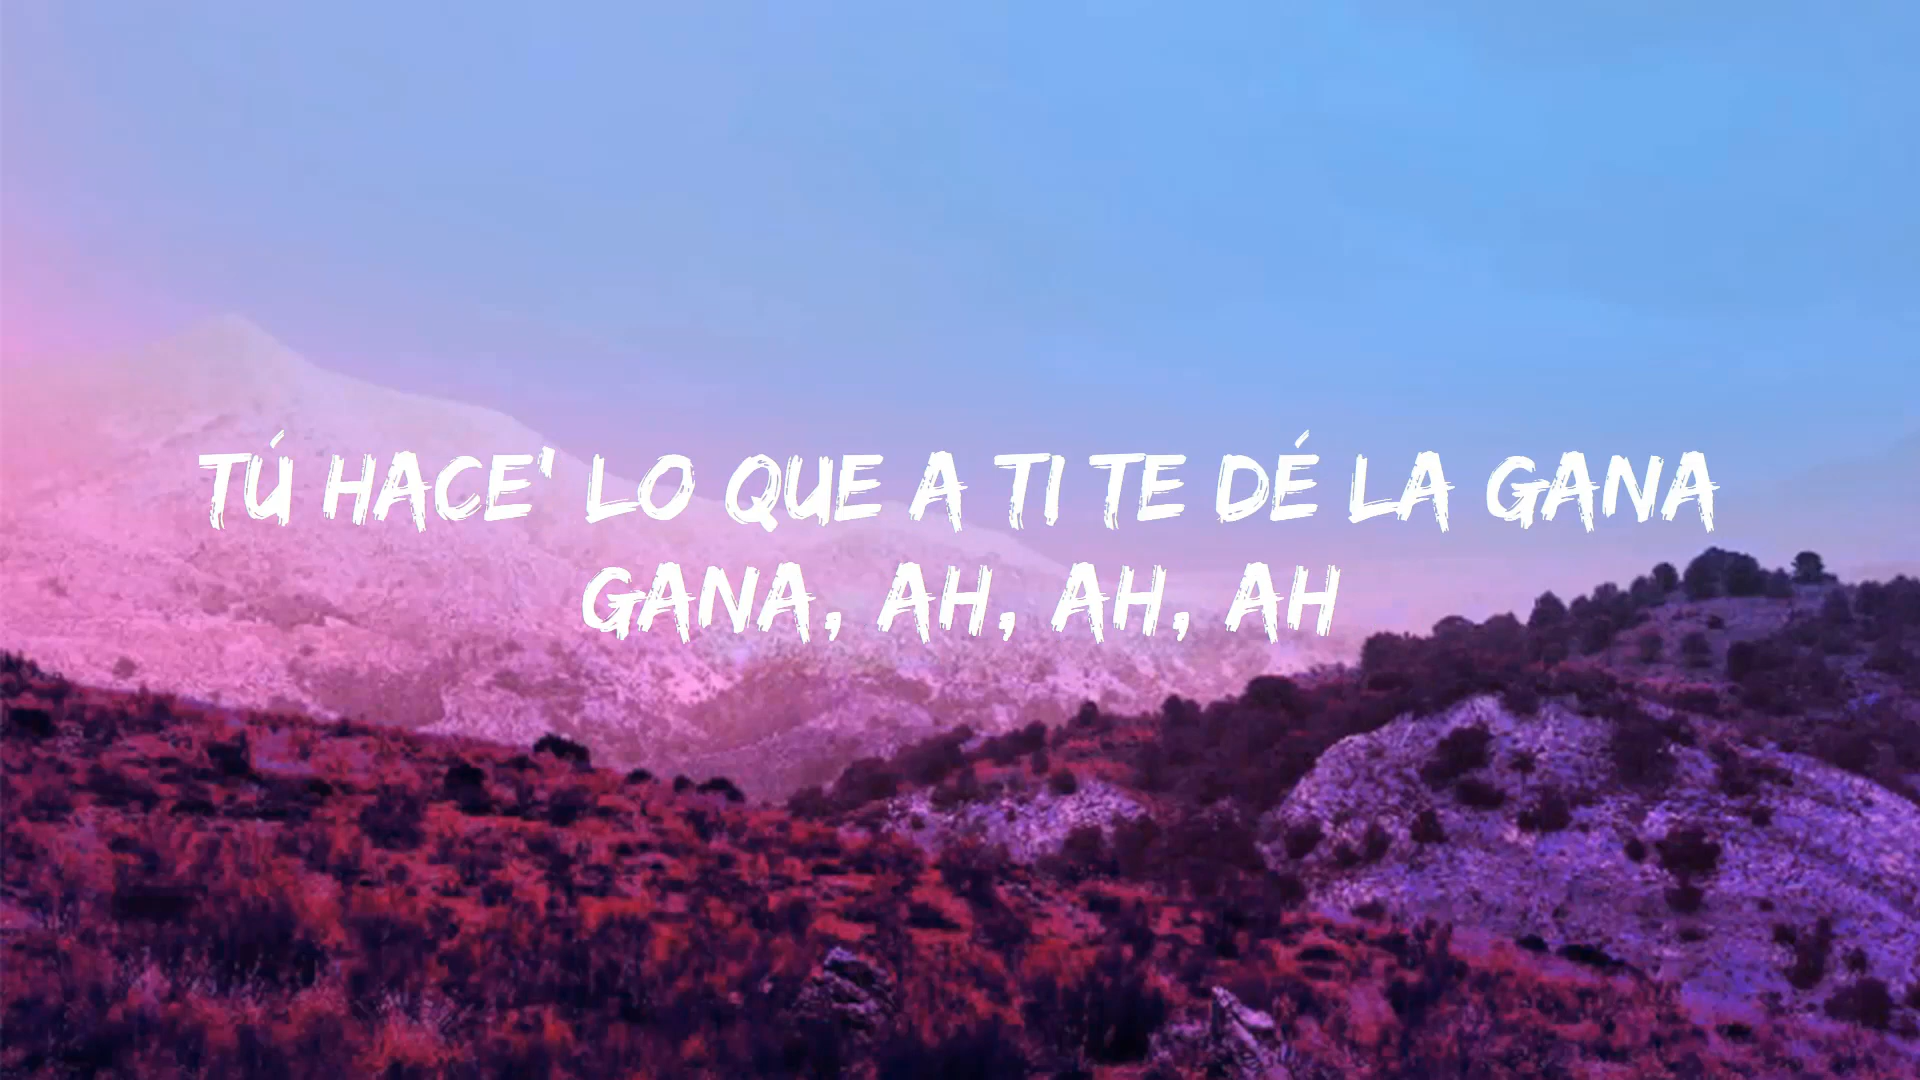 TÚ HACE' LO QUE A TI TE DÉ LA GANA
GANA, AH, AH, AH